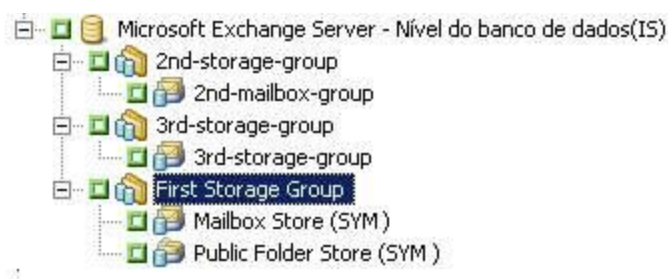 Microsoft Exchange Server - Nível do banco de dados(IS)
2nd-storage-group
2nd-mailbox-group
3rd-storage-group
3rd-storage-group
First Storage Group
Mailbox Store (SYM )
Public Folder Store (SYM )